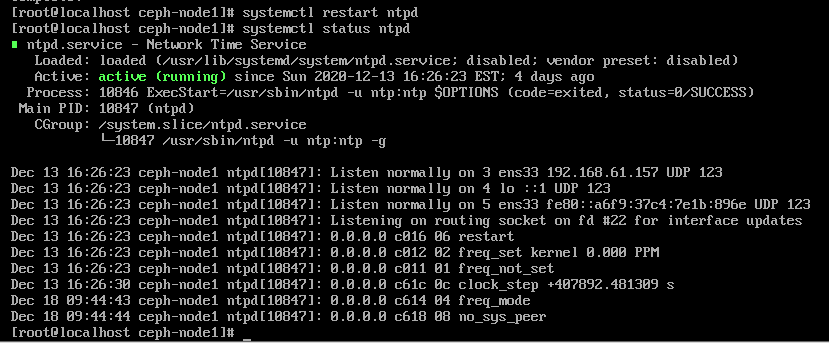 [root@localhost ceph-node1]# systemctl restart ntpd
[root@localhost ceph-node1]# systemctl status ntpd
ntpd.service - Network Time Service
Loaded: loaded (/usr/lib/systemd/system/ntpd.service; disabled; vendor preset: disabled)
Active: active (running) since Sun 2020-12-13 16:26:23 EST; 4 days ago
Process: 10846 ExecStart=/usr/sbin/ntpd -u ntp:ntp $OPTIONS (code=exited, status=0/SUCCESS)
Main PID: 10847 (ntpd)
CGroup: /system.slice/ntpd.service
└─10847 /usr/sbin/ntpd -u ntp:ntp -g
Dec 13 16:26:23 ceph-node1 ntpd[10847]: Listen normally on 3 ens33 192.168.61.157 UDP 123
Dec 13 16:26:23 ceph-node1 ntpd[10847]: Listen normally on 4 lo ::1 UDP 123
Dec 13 16:26:23 ceph-node1 ntpd[10847]: Listen normally on 5 ens33 fe80::a6f9:37c4:7e1b:896e UDP 123
Dec 13 16:26:23 ceph-node1 ntpd[10847]: Listening on routing socket on fd #22 for interface updates
Dec 13 16:26:23 ceph-node1 ntpd[10847]: 0.0.0.0 c016 06 restart
Dec 13 16:26:23 ceph-node1 ntpd[10847]: 0.0.0.0 c012 02 freq_set kernel 0.000 PPM
Dec 13 16:26:23 ceph-node1 ntpd[10847]: 0.0.0.0 c011 01 freq_not_set
Dec 13 16:26:30 ceph-node1 ntpd[10847]: 0.0.0.0 c61c 0c clock_step +407892.481309 s
Dec 18 09:44:43 ceph-node1 ntpd[10847]: 0.0.0.0 c614 04 freq_mode
Dec 18 09:44:44 ceph-node1 ntpd[10847]: 0.0.0.0 c618 08 no_sys_peer
[root@localhost ceph-node1]# _